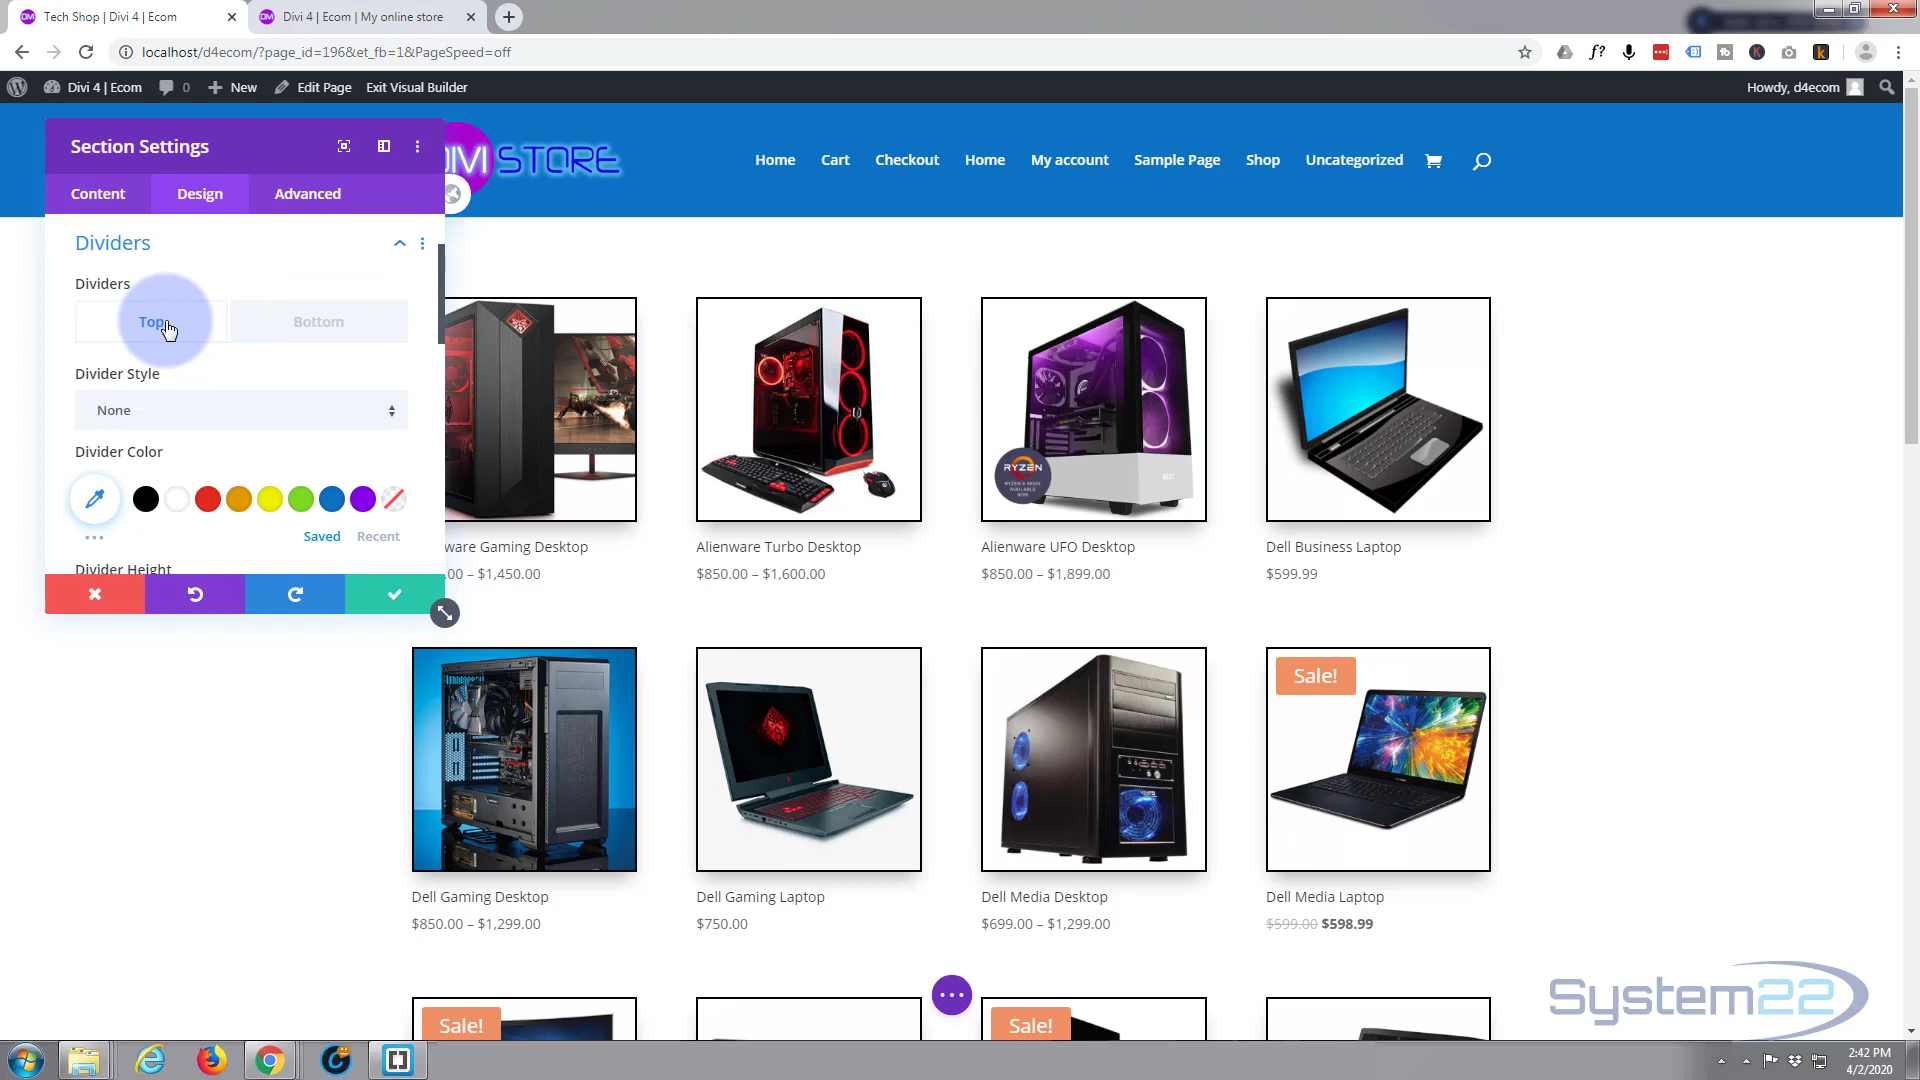 Tech Shop | Divi 4 | Ecom
Divi 4 | Ecom | My online store
localhost/d4ecom/?page_id=196&et_fb=1&PageSpeed=off
Divi 4 | Ecom
0
New
Edit Page
Exit Visual Builder
Howdy, d4ecom
Section Settings
DIVI STORE
Home
Cart
Checkout
Home
My account
Sample Page
Shop
Uncategorized
Content
Design
Advanced
Dividers
Dividers
Top
Bottom
Divider Style
None
Divider Color
Saved
Recent
Divider Height
RYZEN
ware Gaming Desktop
.00 – $1,450.00
Alienware Turbo Desktop
$850.00 – $1,600.00
Alienware UFO Desktop
$850.00 – $1,899.00
Dell Business Laptop
$599.99
Sale!
Dell Gaming Desktop
$850.00 – $1,299.00
Dell Gaming Laptop
$750.00
Dell Media Desktop
$699.00 – $1,299.00
Dell Media Laptop
$599.00 $598.99
Sale!
Sale!
System22
2:42 PM
4/2/2020